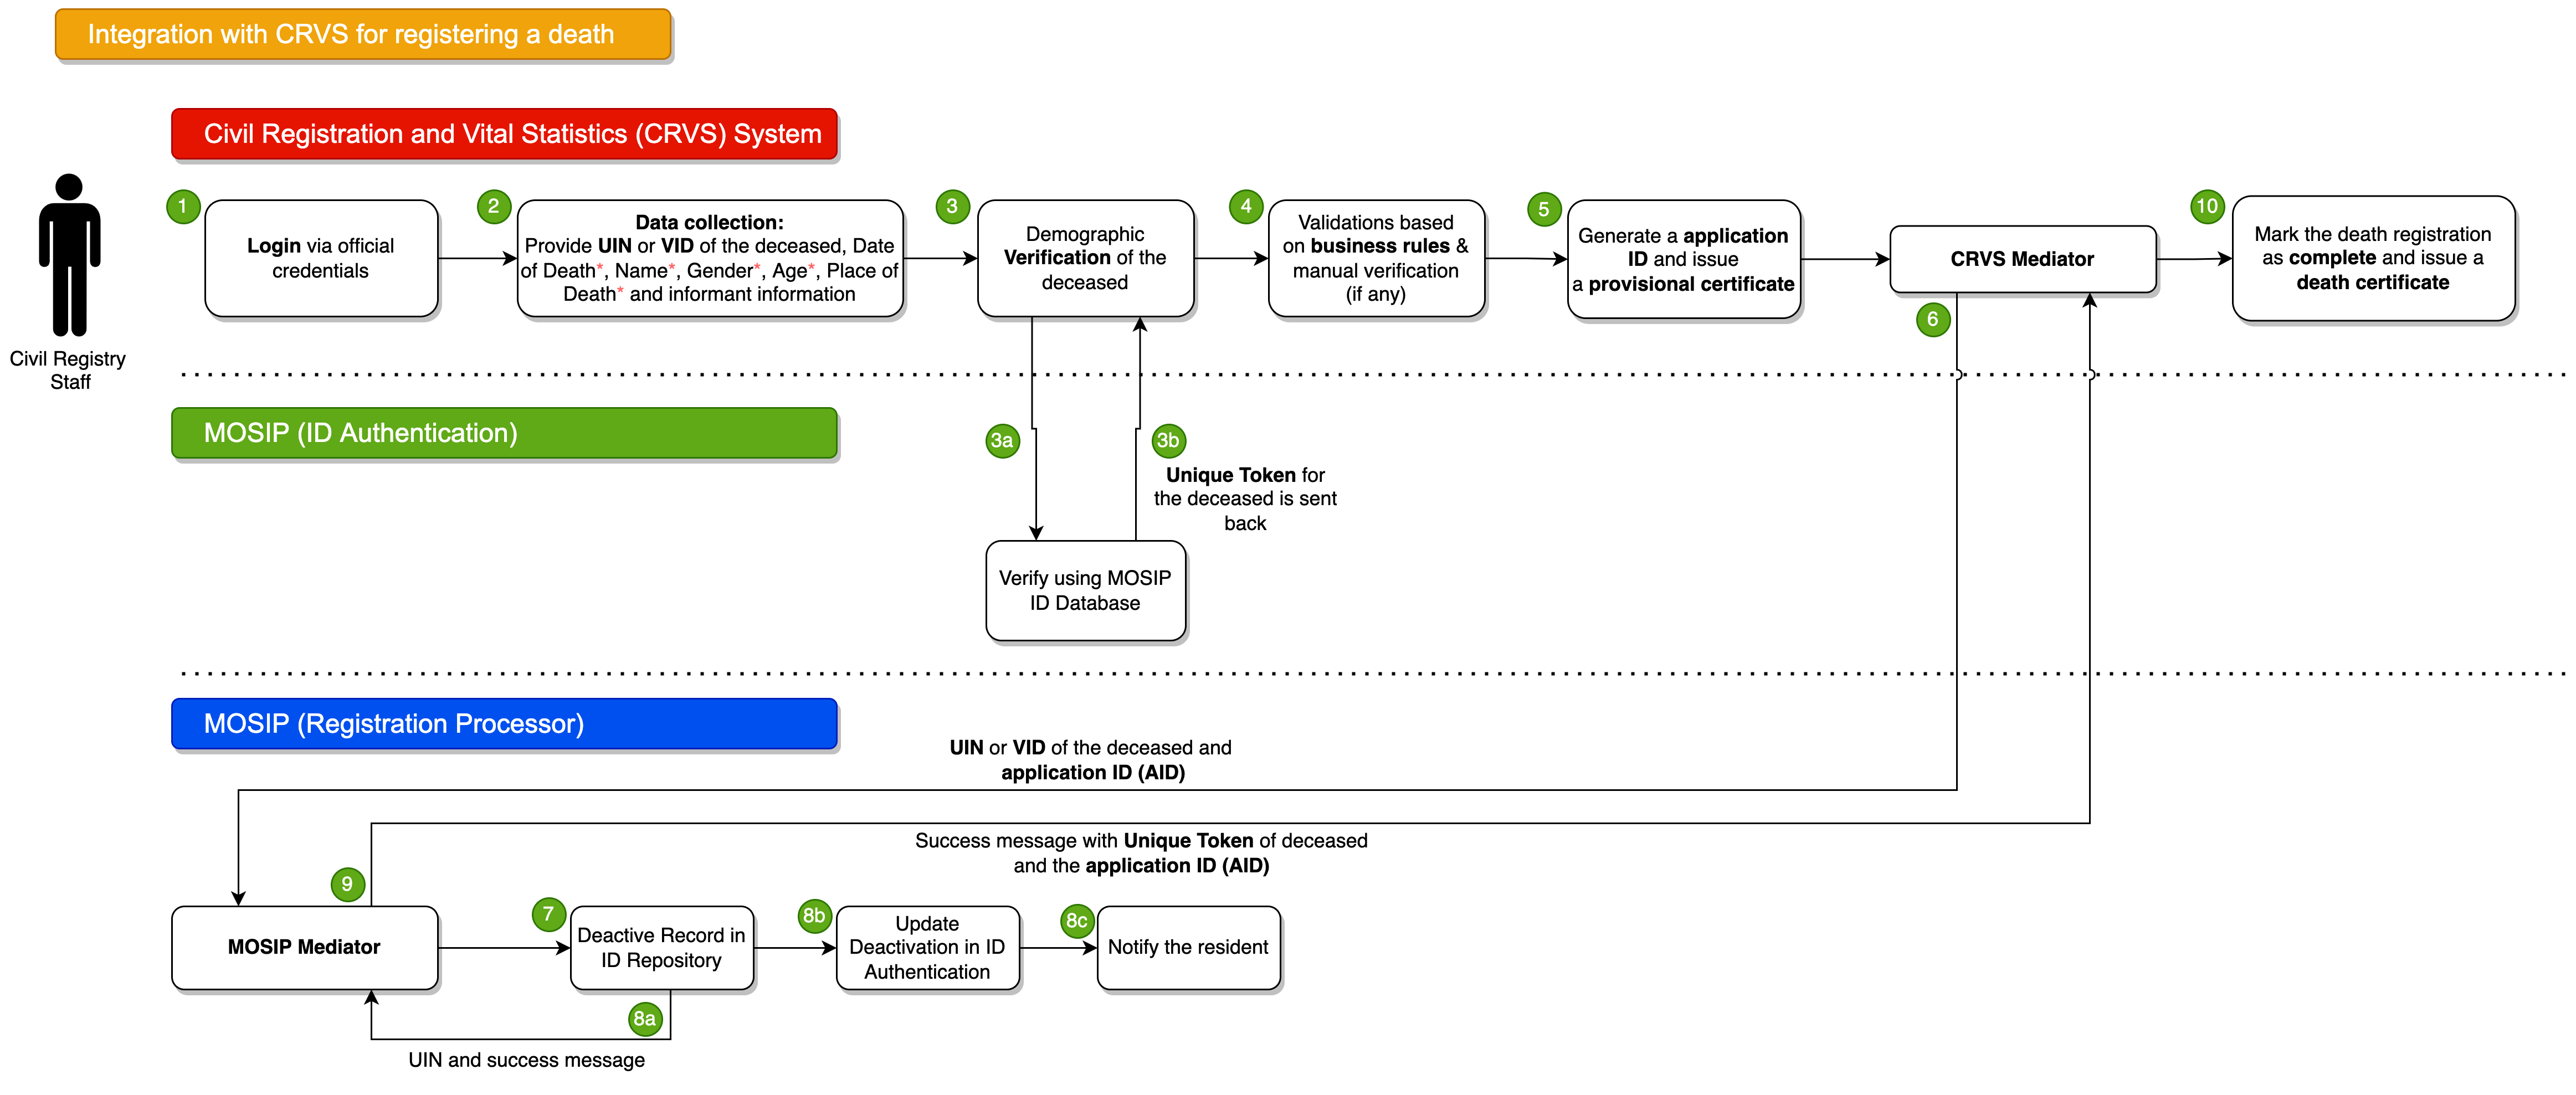 Integration with CRVS for registering a death
Civil Registration and Vital Statistics (CRVS) System
Civil Registry
Staff
1
Login via official
credentials
2
Data collection:
Provide UIN or VID of the deceased, Date
of Death*, Name*, Gender*, Age*, Place of
Death* and informant information
3
Demographic
Verification of the
deceased
4
Validations based
on business rules &
manual verification
(if any)
5
Generate a application
ID and issue
a provisional certificate
CRVS Mediator
6
10
Mark the death registration
as complete and issue a
death certificate
MOSIP (ID Authentication)
3a
3b
Unique Token for
the deceased is sent
back
Verify using MOSIP
ID Database
MOSIP (Registration Processor)
UIN or VID of the deceased and
application ID (AID)
Success message with Unique Token of deceased
and the application ID (AID)
9
MOSIP Mediator
7
Deactive Record in
ID Repository
8b
Update
Deactivation in ID
Authentication
8c
Notify the resident
8a
UIN and success message